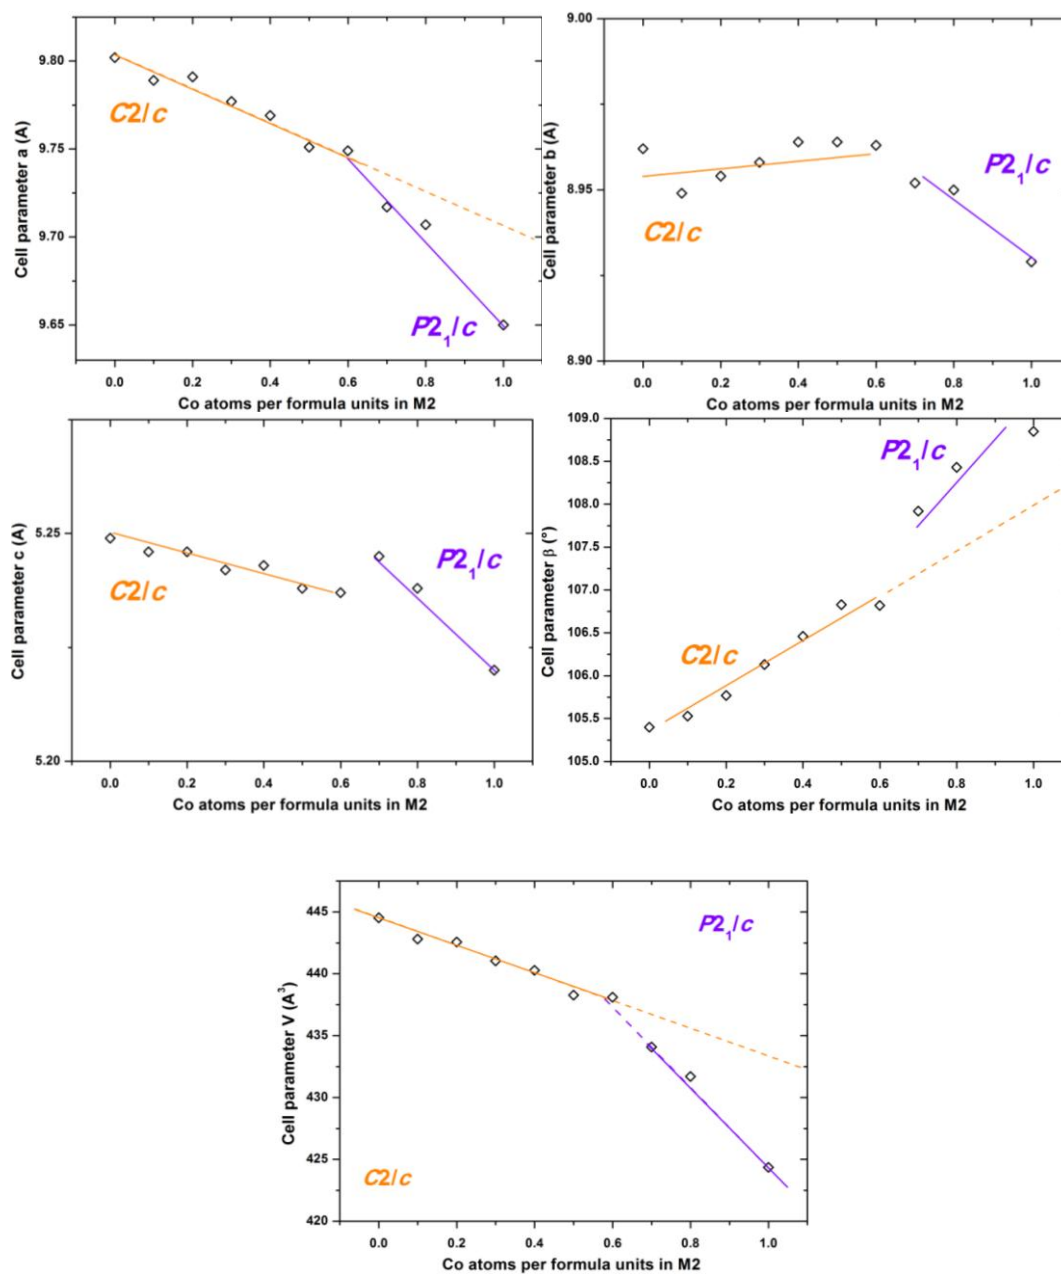 9.80
9.75
9.70
9.65
Cell parameter a (A)
C2/c
P2₁/c
0.0 0.2 0.4 0.6 0.8 1.0
Co atoms per formula units in M2
9.00
8.95
8.90
Cell parameter b (A)
C2/c
P2₁/c
0.0 0.2 0.4 0.6 0.8 1.0
Co atoms per formula units in M2
5.25
5.20
Cell parameter c (A)
C2/c
P2₁/c
0.0 0.2 0.4 0.6 0.8 1.0
Co atoms per formula units in M2
109.0
108.5
108.0
107.5
107.0
106.5
106.0
105.5
105.0
Cell parameter β (°)
P2₁/c
C2/c
0.0 0.2 0.4 0.6 0.8 1.0
Co atoms per formula units in M2
445
440
435
430
425
420
Cell parameter V (A³)
P2₁/c
C2/c
0.0 0.2 0.4 0.6 0.8 1.0
Co atoms per formula units in M2